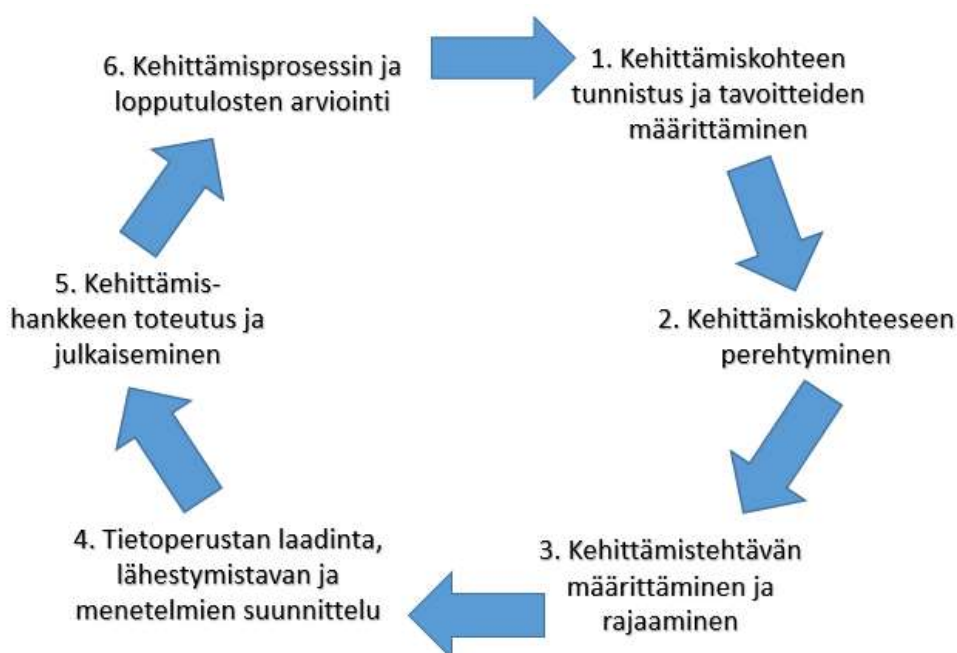 1. Kehittämiskohteen
tunnistus ja tavoitteiden
määrittäminen
2. Kehittämiskohteeseen
perehtyminen
3. Kehittämistehtävän
määrittäminen ja
rajaaminen
4. Tietoperustan laadinta,
lähestymistavan ja
menetelmien suunnittelu
5. Kehittämis-
hankkeen toteutus ja
julkaiseminen
6. Kehittämisprosessin ja
lopputulosten arviointi